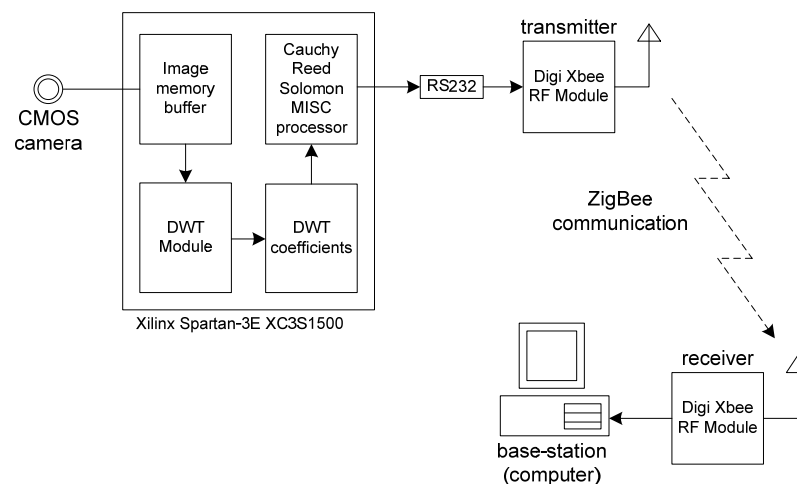 CMOS
camera
Image
memory
buffer
Cauchy
Reed
Solomon
MISC
processor
DWT
Module
DWT
coefficients
Xilinx Spartan-3E XC3S1500
RS232
transmitter
Digi Xbee
RF Module
ZigBee
communication
receiver
Digi Xbee
RF Module
base-station
(computer)